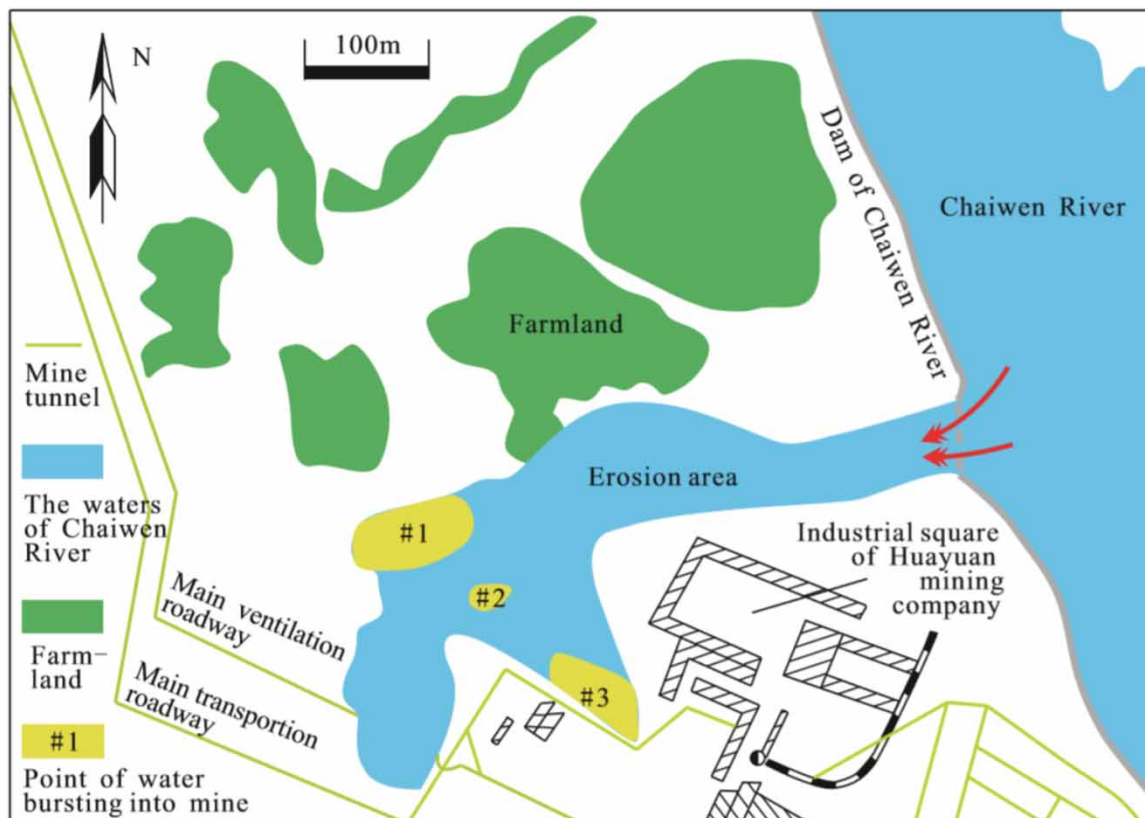 N
100m
Dam of Chaiwen River
Chaiwen River
Farmland
Erosion area
#1
#2
#3
Industrial square
of Huayuan
mining
company
Main ventilation
roadway
Main transportion
roadway
Mine
tunnel
The waters
of Chaiwen
River
Farm-
land
#1
Point of water
bursting into mine